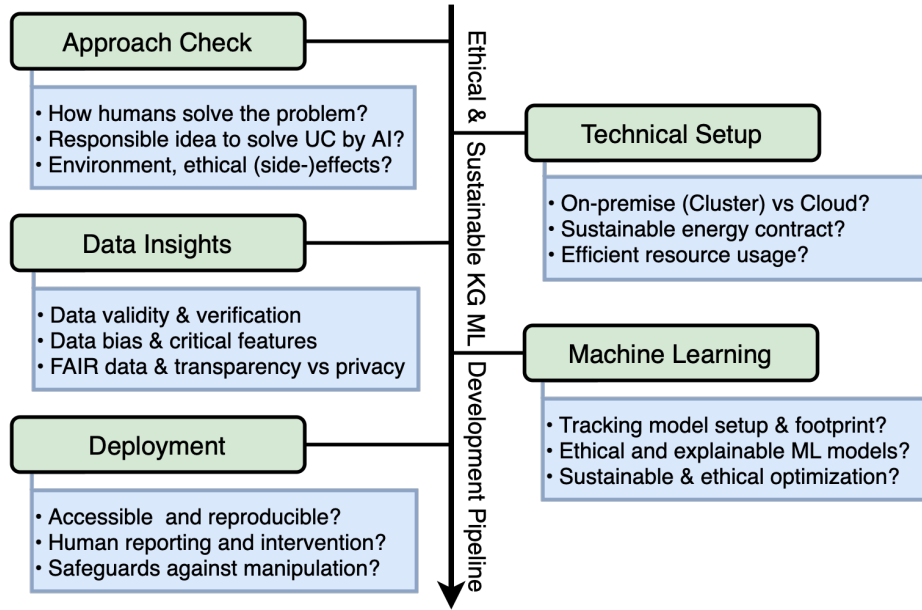 Approach Check
• How humans solve the problem?
• Responsible idea to solve UC by AI?
• Environment, ethical (side-)effects?
Technical Setup
• On-premise (Cluster) vs Cloud?
• Sustainable energy contract?
• Efficient resource usage?
Data Insights
• Data validity & verification
• Data bias & critical features
• FAIR data & transparency vs privacy
Machine Learning
• Tracking model setup & footprint?
• Ethical and explainable ML models?
• Sustainable & ethical optimization?
Deployment
• Accessible and reproducible?
• Human reporting and intervention?
• Safeguards against manipulation?
Ethical & Sustainable KG ML Development Pipeline